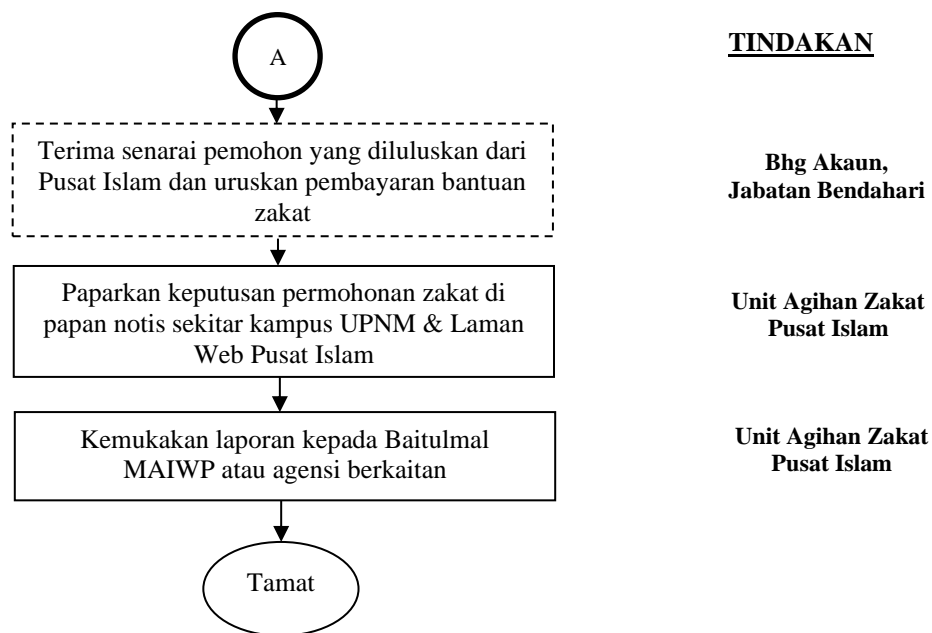 A
TINDAKAN
Terima senarai pemohon yang diluluskan dari
Pusat Islam dan uruskan pembayaran bantuan
zakat
Bhg Akaun,
Jabatan Bendahari
Paparkan keputusan permohonan zakat di
papan notis sekitar kampus UPNM & Laman
Web Pusat Islam
Unit Agihan Zakat
Pusat Islam
Kemukakan laporan kepada Baitulmal
MAIWP atau agensi berkaitan
Unit Agihan Zakat
Pusat Islam
Tamat